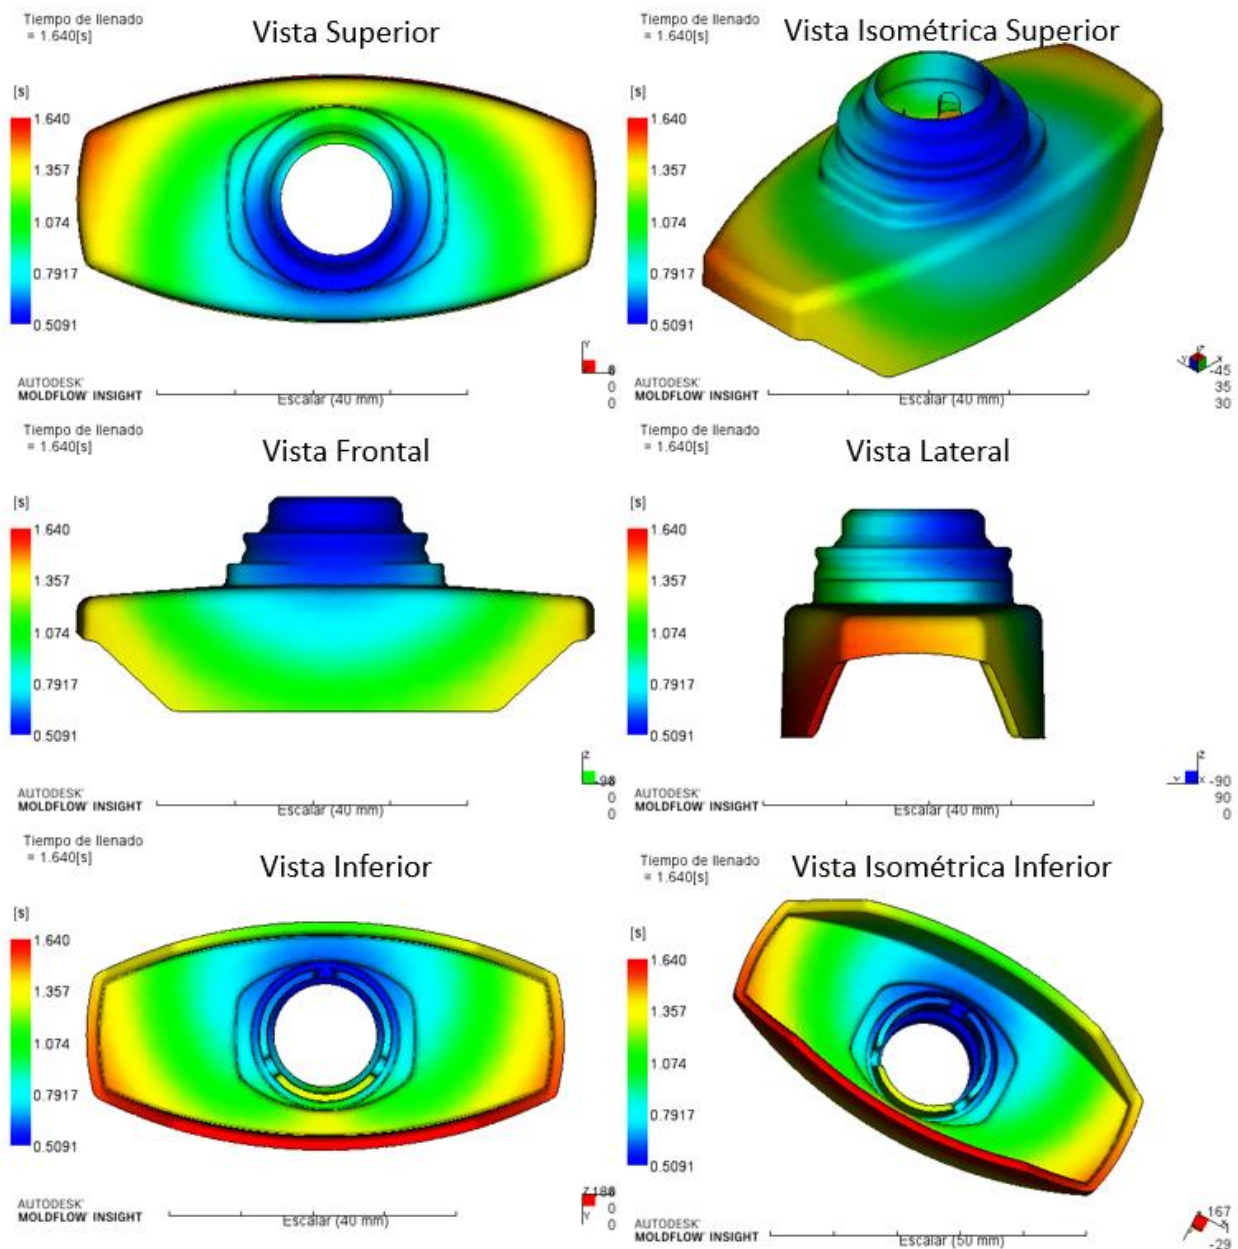 Tiempo de llenado
= 1.640[s]
Vista Superior
[s]
1.640
1.357
1.074
0.7917
0.5091
AUTODESK'
MOLDFLOW INSIGHT
Escalar (40 mm)
Y
0
0
Tiempo de llenado
= 1.640[s]
Vista Isométrica Superior
[s]
1.640
1.357
1.074
0.7917
0.5091
AUTODESK'
MOLDFLOW INSIGHT
Escalar (40 mm)
Z
Y
X
-45
35
30
Tiempo de llenado
= 1.640[s]
Vista Frontal
[s]
1.640
1.357
1.074
0.7917
0.5091
AUTODESK'
MOLDFLOW INSIGHT
Escalar (40 mm)
Z
0
0
Tiempo de llenado
= 1.640[s]
Vista Lateral
[s]
1.640
1.357
1.074
0.7917
0.5091
AUTODESK'
MOLDFLOW INSIGHT
Escalar (40 mm)
Z
Y
X
-90
90
0
Tiempo de llenado
= 1.640[s]
Vista Inferior
[s]
1.640
1.357
1.074
0.7917
0.5091
AUTODESK'
MOLDFLOW INSIGHT
Escalar (40 mm)
Y
0
0
Tiempo de llenado
= 1.640[s]
Vista Isométrica Inferior
[s]
1.640
1.357
1.074
0.7917
0.5091
AUTODESK'
MOLDFLOW INSIGHT
Escalar (50 mm)
167
-29